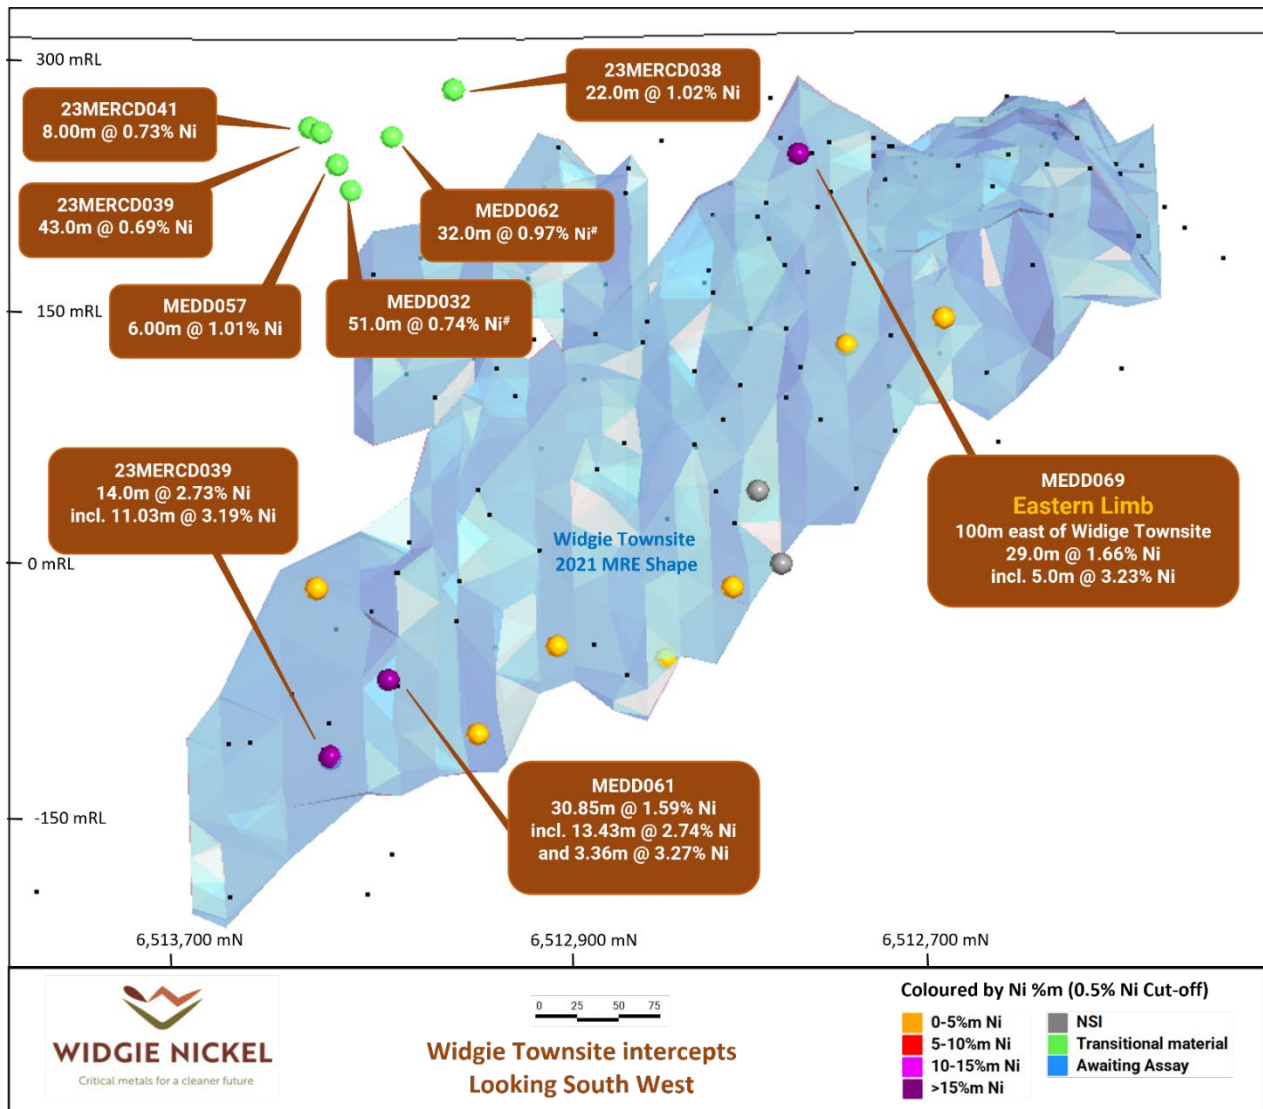 300 mRL
23MERCD038
22.0m @ 1.02% Ni
23MERCD041
8.00m @ 0.73% Ni
23MERCD039
43.0m @ 0.69% Ni
MEDD062
32.0m @ 0.97% Ni#
MEDD057
6.00m @ 1.01% Ni
MEDD032
51.0m @ 0.74% Ni#
150 mRL
23MERCD039
14.0m @ 2.73% Ni
incl. 11.03m @ 3.19% Ni
MEDD069
Eastern Limb
100m east of Widige Townsite
29.0m @ 1.66% Ni
incl. 5.0m @ 3.23% Ni
Widgie Townsite
2021 MRE Shape
0 mRL
MEDD061
30.85m @ 1.59% Ni
incl. 13.43m @ 2.74% Ni
and 3.36m @ 3.27% Ni
-150 mRL
6,513,700 mN
6,512,900 mN
6,512,700 mN
WIDGIE NICKEL
Critical metals for a cleaner future
0 25 50 75
Widgie Townsite intercepts
Looking South West
Coloured by Ni %m (0.5% Ni Cut-off)
0-5%m Ni
5-10%m Ni
10-15%m Ni
>15%m Ni
NSI
Transitional material
Awaiting Assay